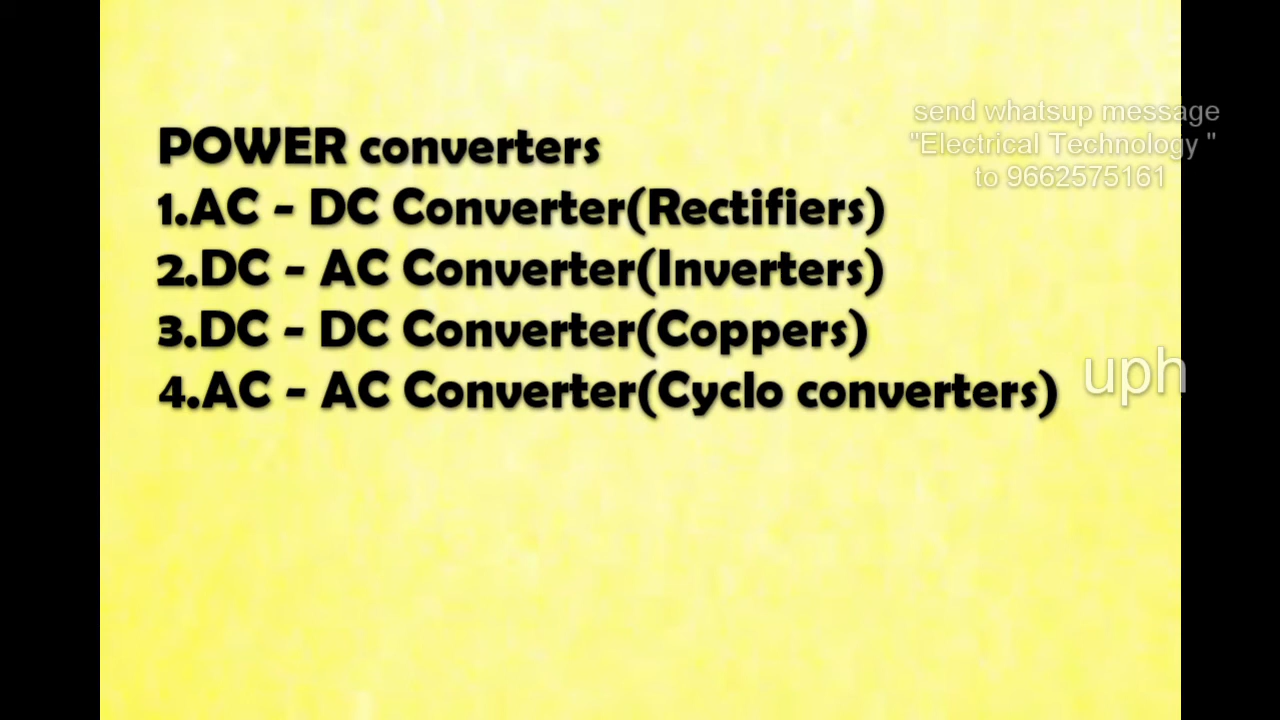 POWER converters
1.AC - DC Converter(Rectifiers)
2.DC - AC Converter(Inverters)
3.DC - DC Converter(Coppers)
4.AC - AC Converter(Cyclo converters)
send whatsup message
"Electrical Technology "
to 9662575161
uph